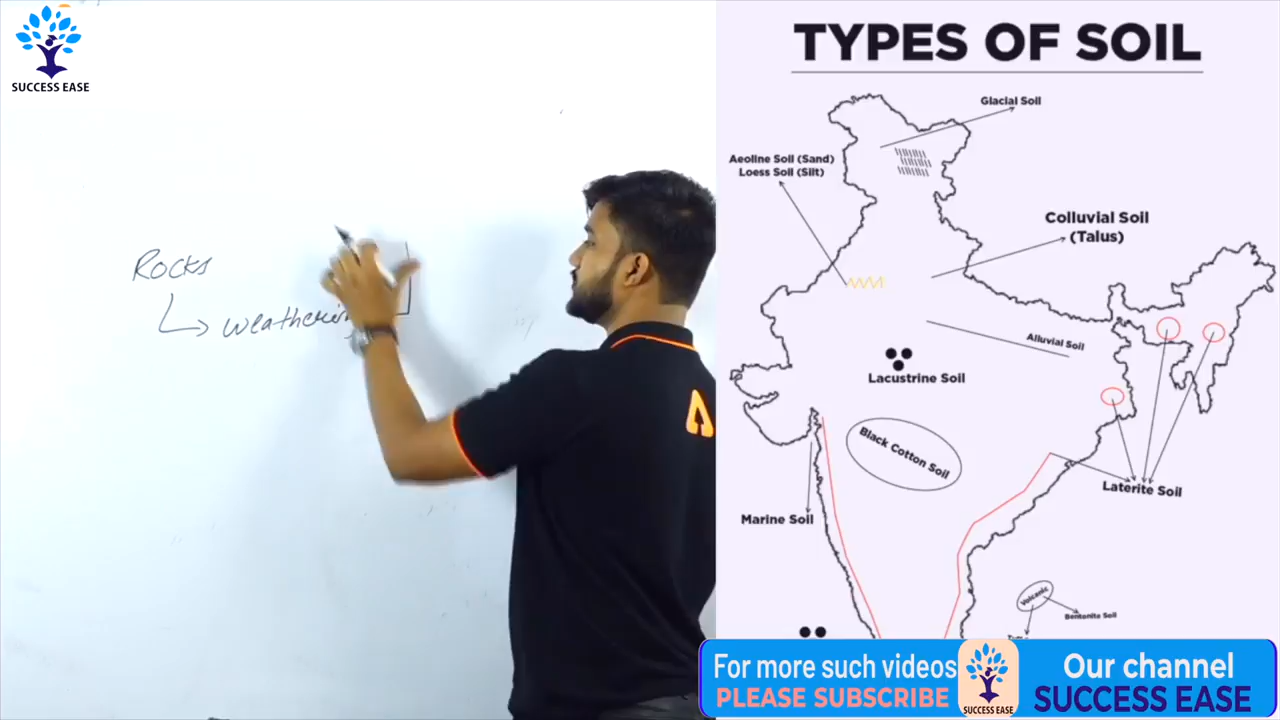 SUCCESS EASE
Rocks
weatherin
TYPES OF SOIL
Glacial Soil
Aeoline Soil (Sand)
Loess Soil (Silt)
Colluvial Soil
(Talus)
Alluvial Soil
Lacustrine Soil
Black Cotton Soil
Laterite Soil
Marine Soil
Volcanic
Bentonite Soil
For more such videos
PLEASE SUBSCRIBE
SUCCESS EASE
Our channel
SUCCESS EASE